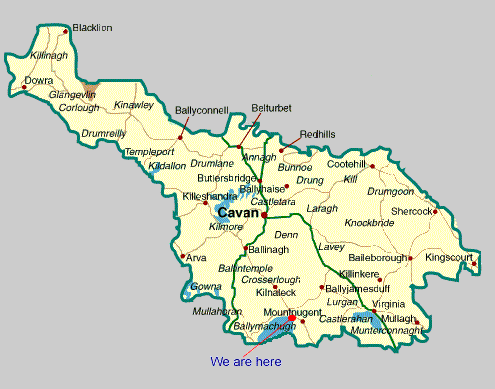 Blacklion
Killinagh
Dowra
Glangevlin
Corlough
Kinawley
Ballyconnell
Belturbet
Drumreilly
Redhills
Templeport
Annagh
Kildallon
Drumlane
Bunnoe
Cootehill
Butlersbridge
Drung
Kill
Ballyhaise
Drumgoon
Killeshandra
Castletara
Laragh
Shercock
Cavan
Knockbride
Kilmore
Denn
Lavey
Ballinagh
Arva
Baileborough
Kingscourt
Ballintemple
Killinkere
Crosserlough
Gowna
Kilnaleck
Ballyjamesduff
Lurgan
Mullahoran
Mountnugent
Virginia
Ballymachugh
Castlerahan
Mullagh
Munterconnaght
We are here